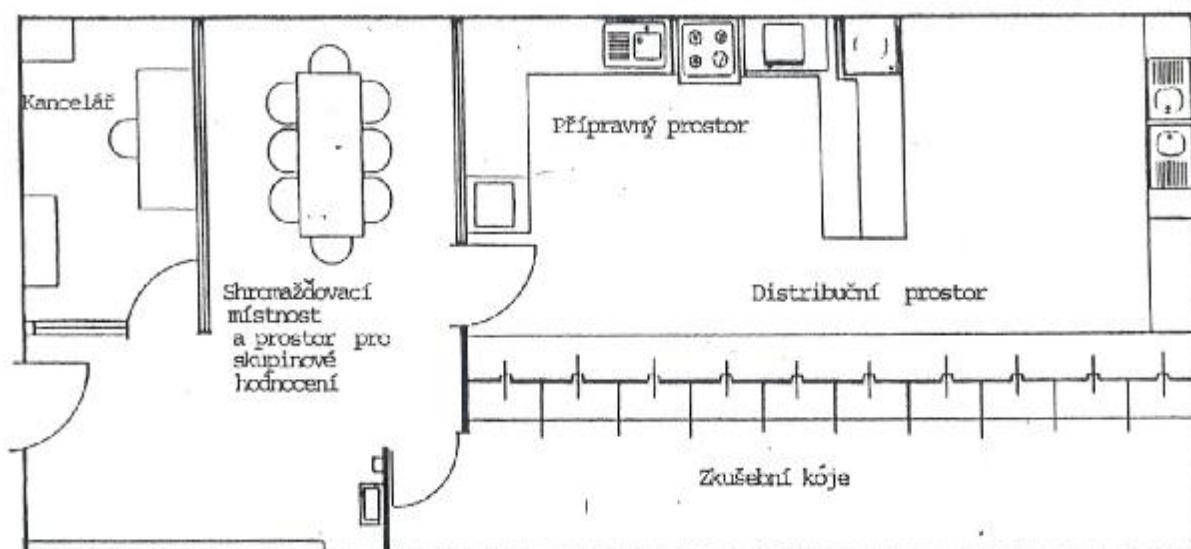 Kancelář
Přípravný prostor
Shromažďovací
místnost
a prostor pro
skupinové
hodnocení
Distribuční prostor
Zkušební kóje